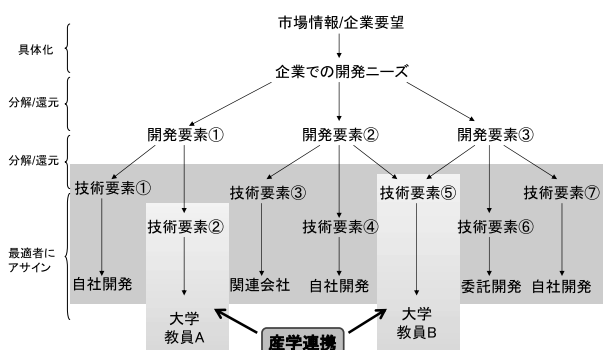 市場情報/企業要望
具体化
企業での開発ニーズ
分解/還元
開発要素①
開発要素②
開発要素③
分解/還元
技術要素①
技術要素③
技術要素⑤
技術要素⑦
技術要素②
技術要素④
技術要素⑥
最適者に
アサイン
自社開発
関連会社
自社開発
委託開発
自社開発
大学
教員A
大学
教員B
産学連携